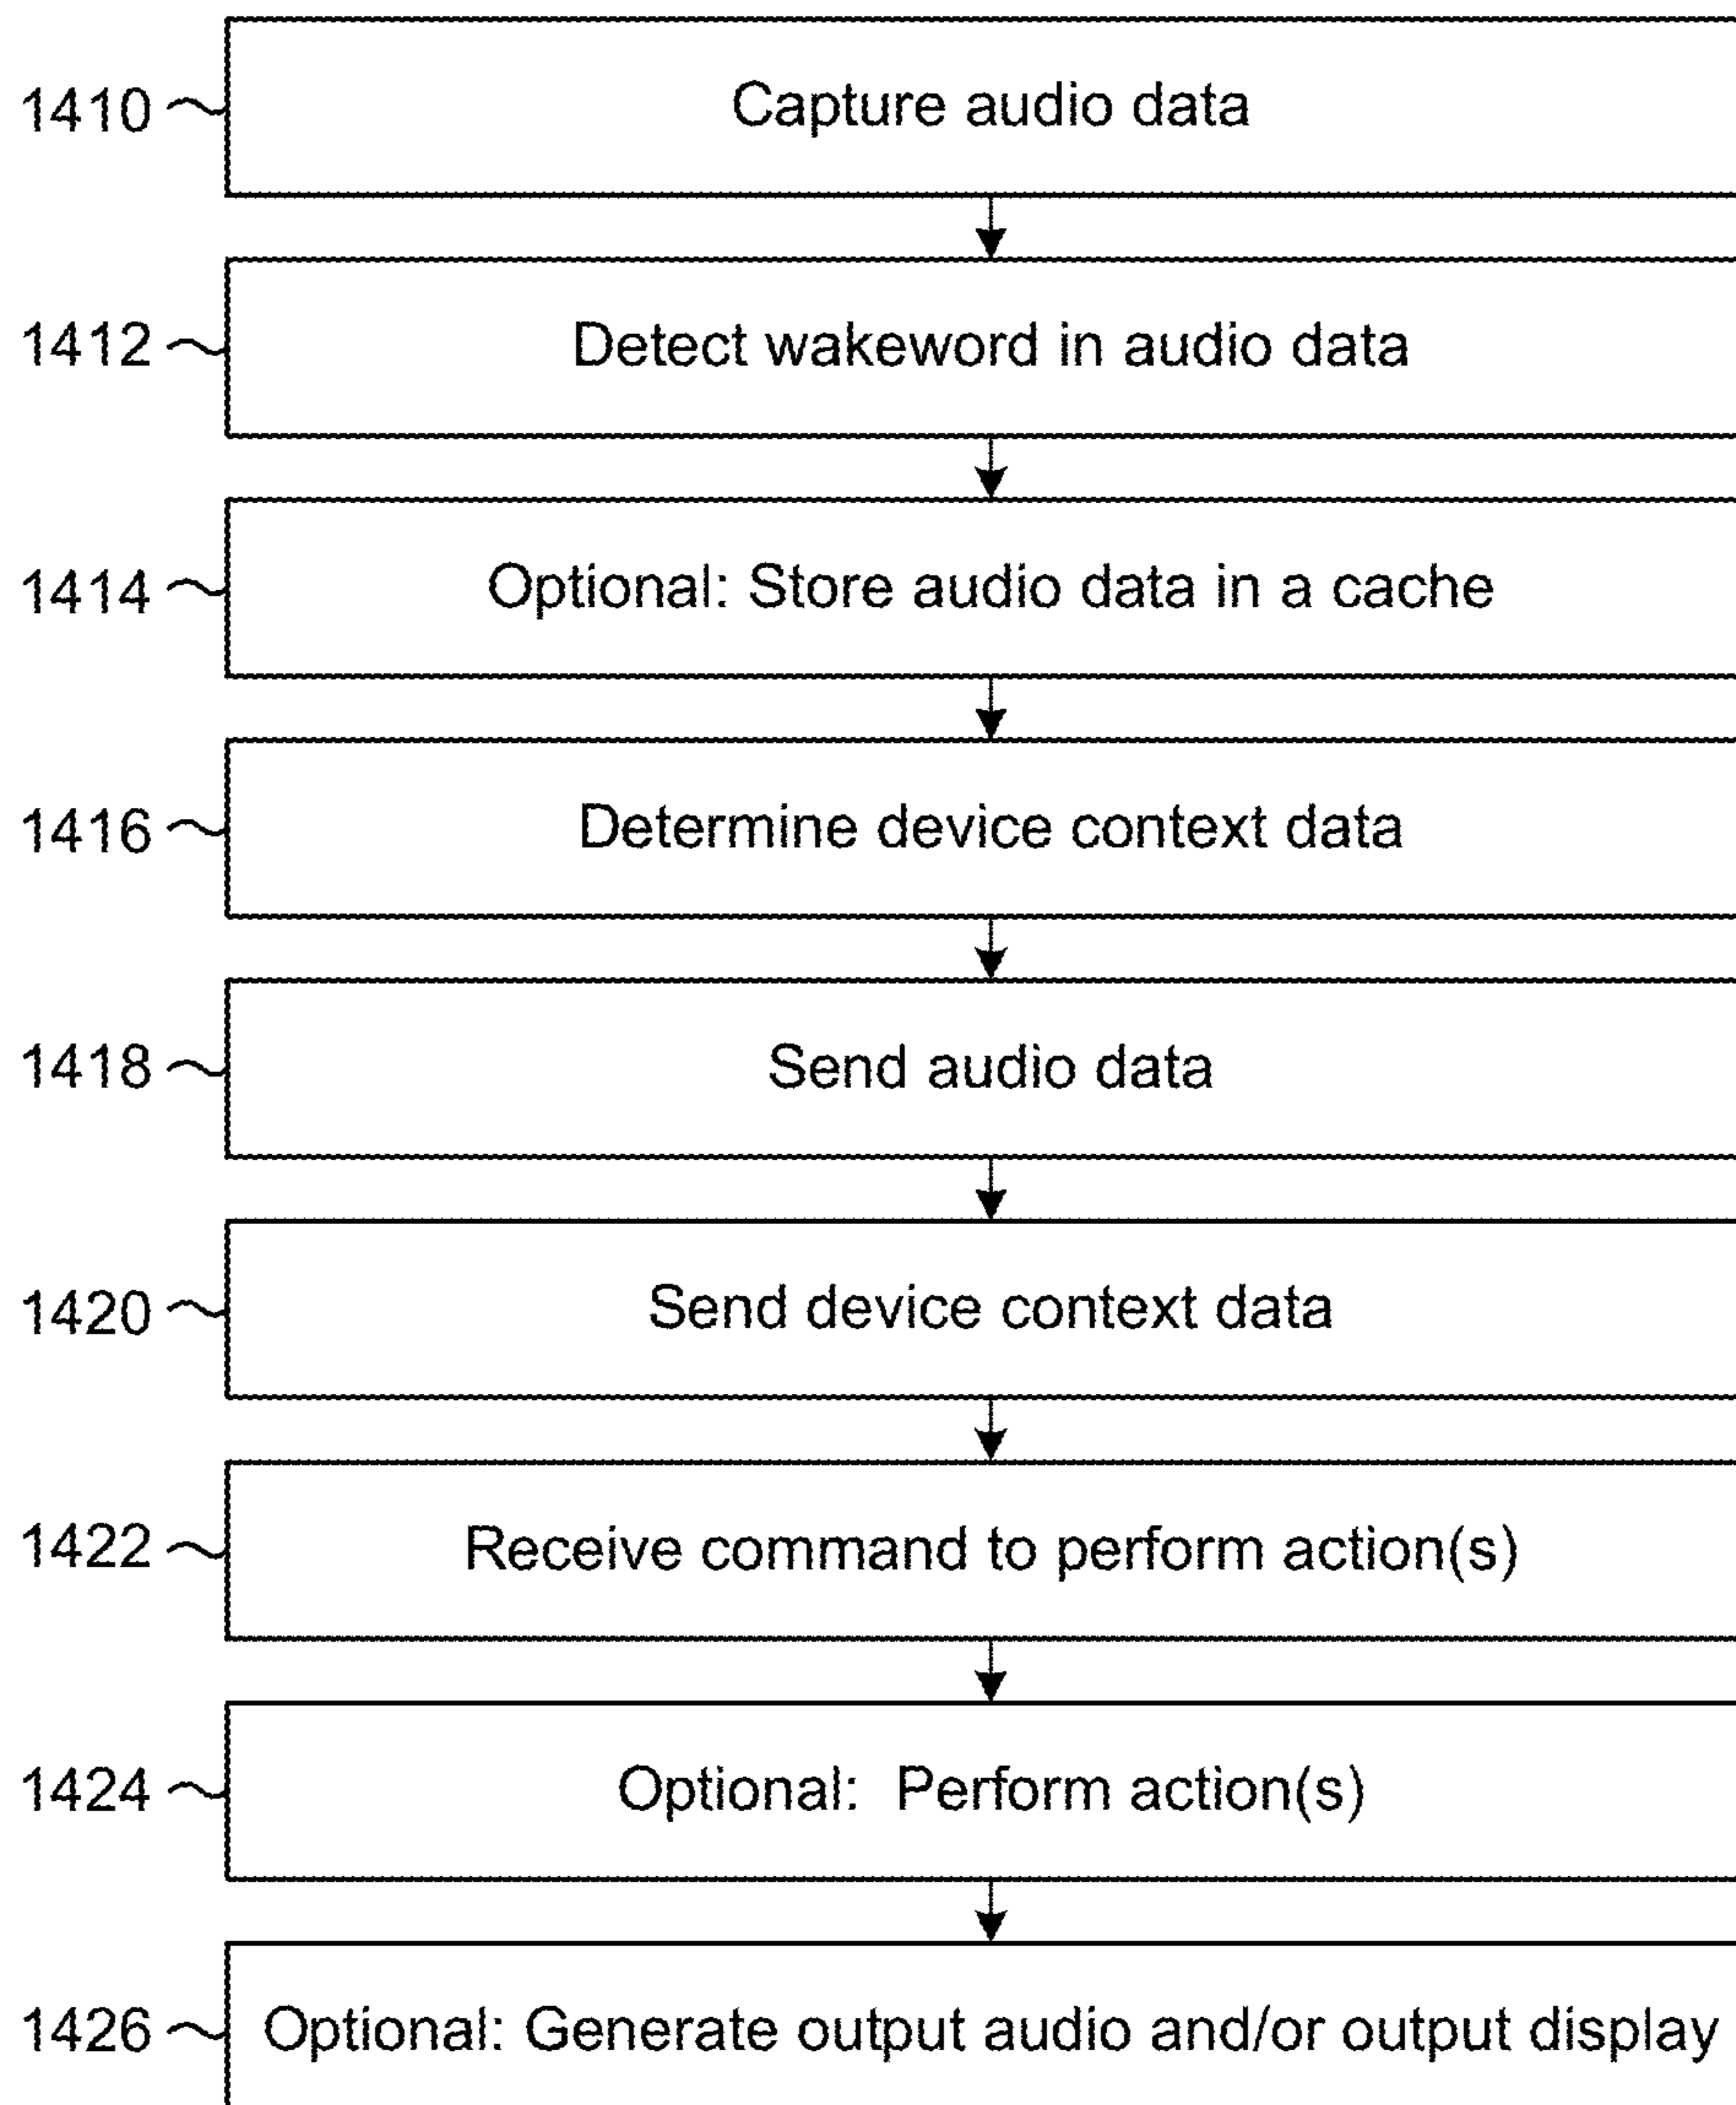 1410 Capture audio data
1412 Detect wakeword in audio data
1414 Optional: Store audio data in a cache
1416 Determine device context data
1418 Send audio data
1420 Send device context data
1422 Receive command to perform action(s)
1424 Optional: Perform action(s)
1426 Optional: Generate output audio and/or output display